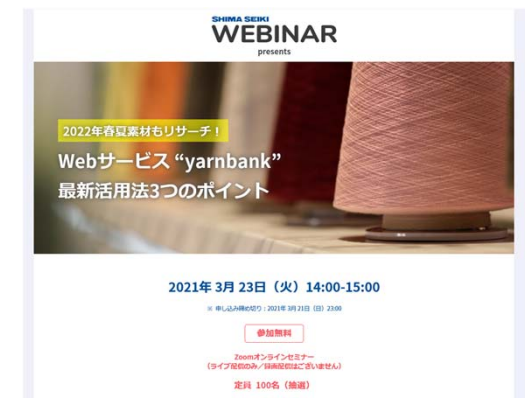 SHIMA SEIKI
WEBINAR
presents
2022年春夏素材もリサーチ！
Webサービス “yarnbank”
最新活用法3つのポイント
2021年 3月 23日（火）14:00-15:00
※ 申し込み締め切り：2021年 3月 21日（日）23:00
参加無料
Zoomオンラインセミナー
（ライブ配信のみ／録画配信はございません）
定員 100名（抽選）